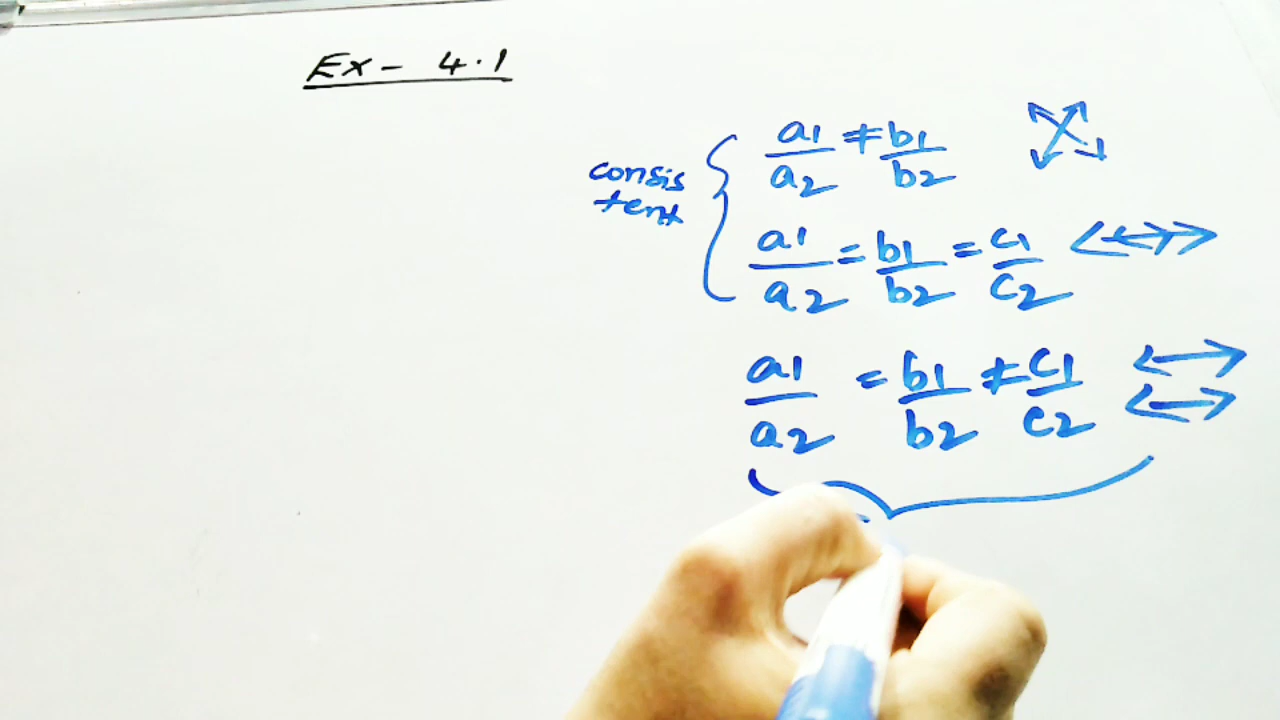 Ex - 4.1
a1/a2 ≠ b1/b2
consis
tent
a1/a2 = b1/b2 = c1/c2
a1/a2 = b1/b2 ≠ c1/c2